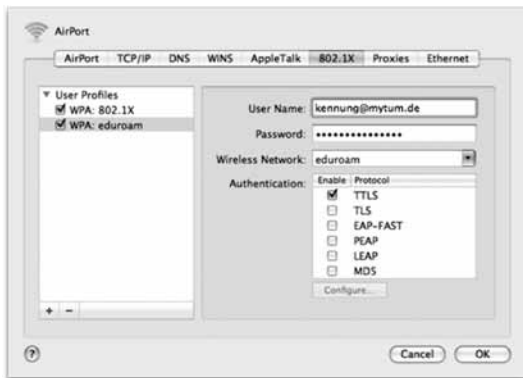 AirPort
AirPort TCP/IP DNS WINS AppleTalk 802.1X Proxies Ethernet
User Profiles
WPA: 802.1X
WPA: eduroam
User Name: kennung@mytum.de
Password: •••••••••••••••
Wireless Network: eduroam
Authentication: Enable Protocol
TTLS
TLS
EAP-FAST
PEAP
LEAP
MD5
Configure...
+ −
? Cancel OK